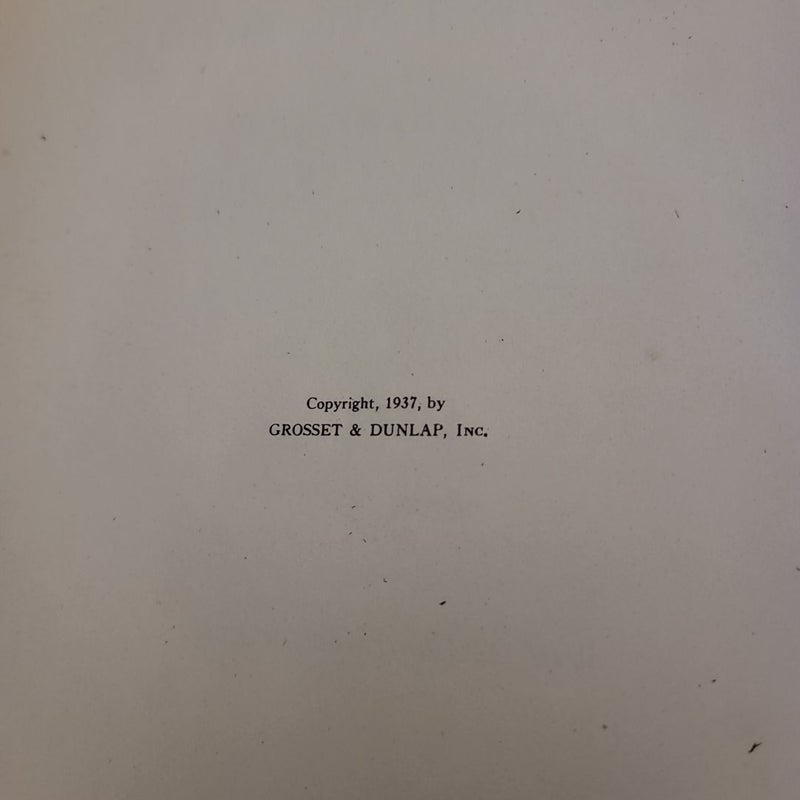 Copyright, 1937, by
GROSSET & DUNLAP, INC.